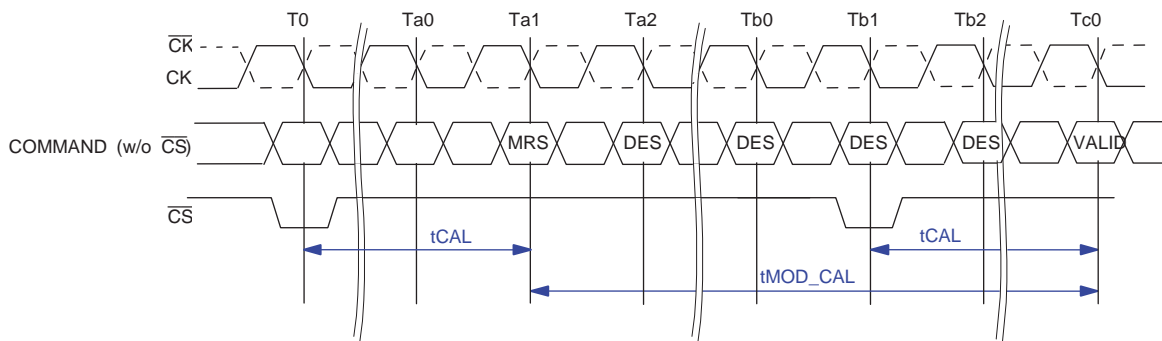 T0 Ta0 Ta1 Ta2 Tb0 Tb1 Tb2 Tc0
CK
CK
COMMAND (w/o CS) MRS DES DES DES DES VALID
CS
tCAL tCAL
tMOD_CAL